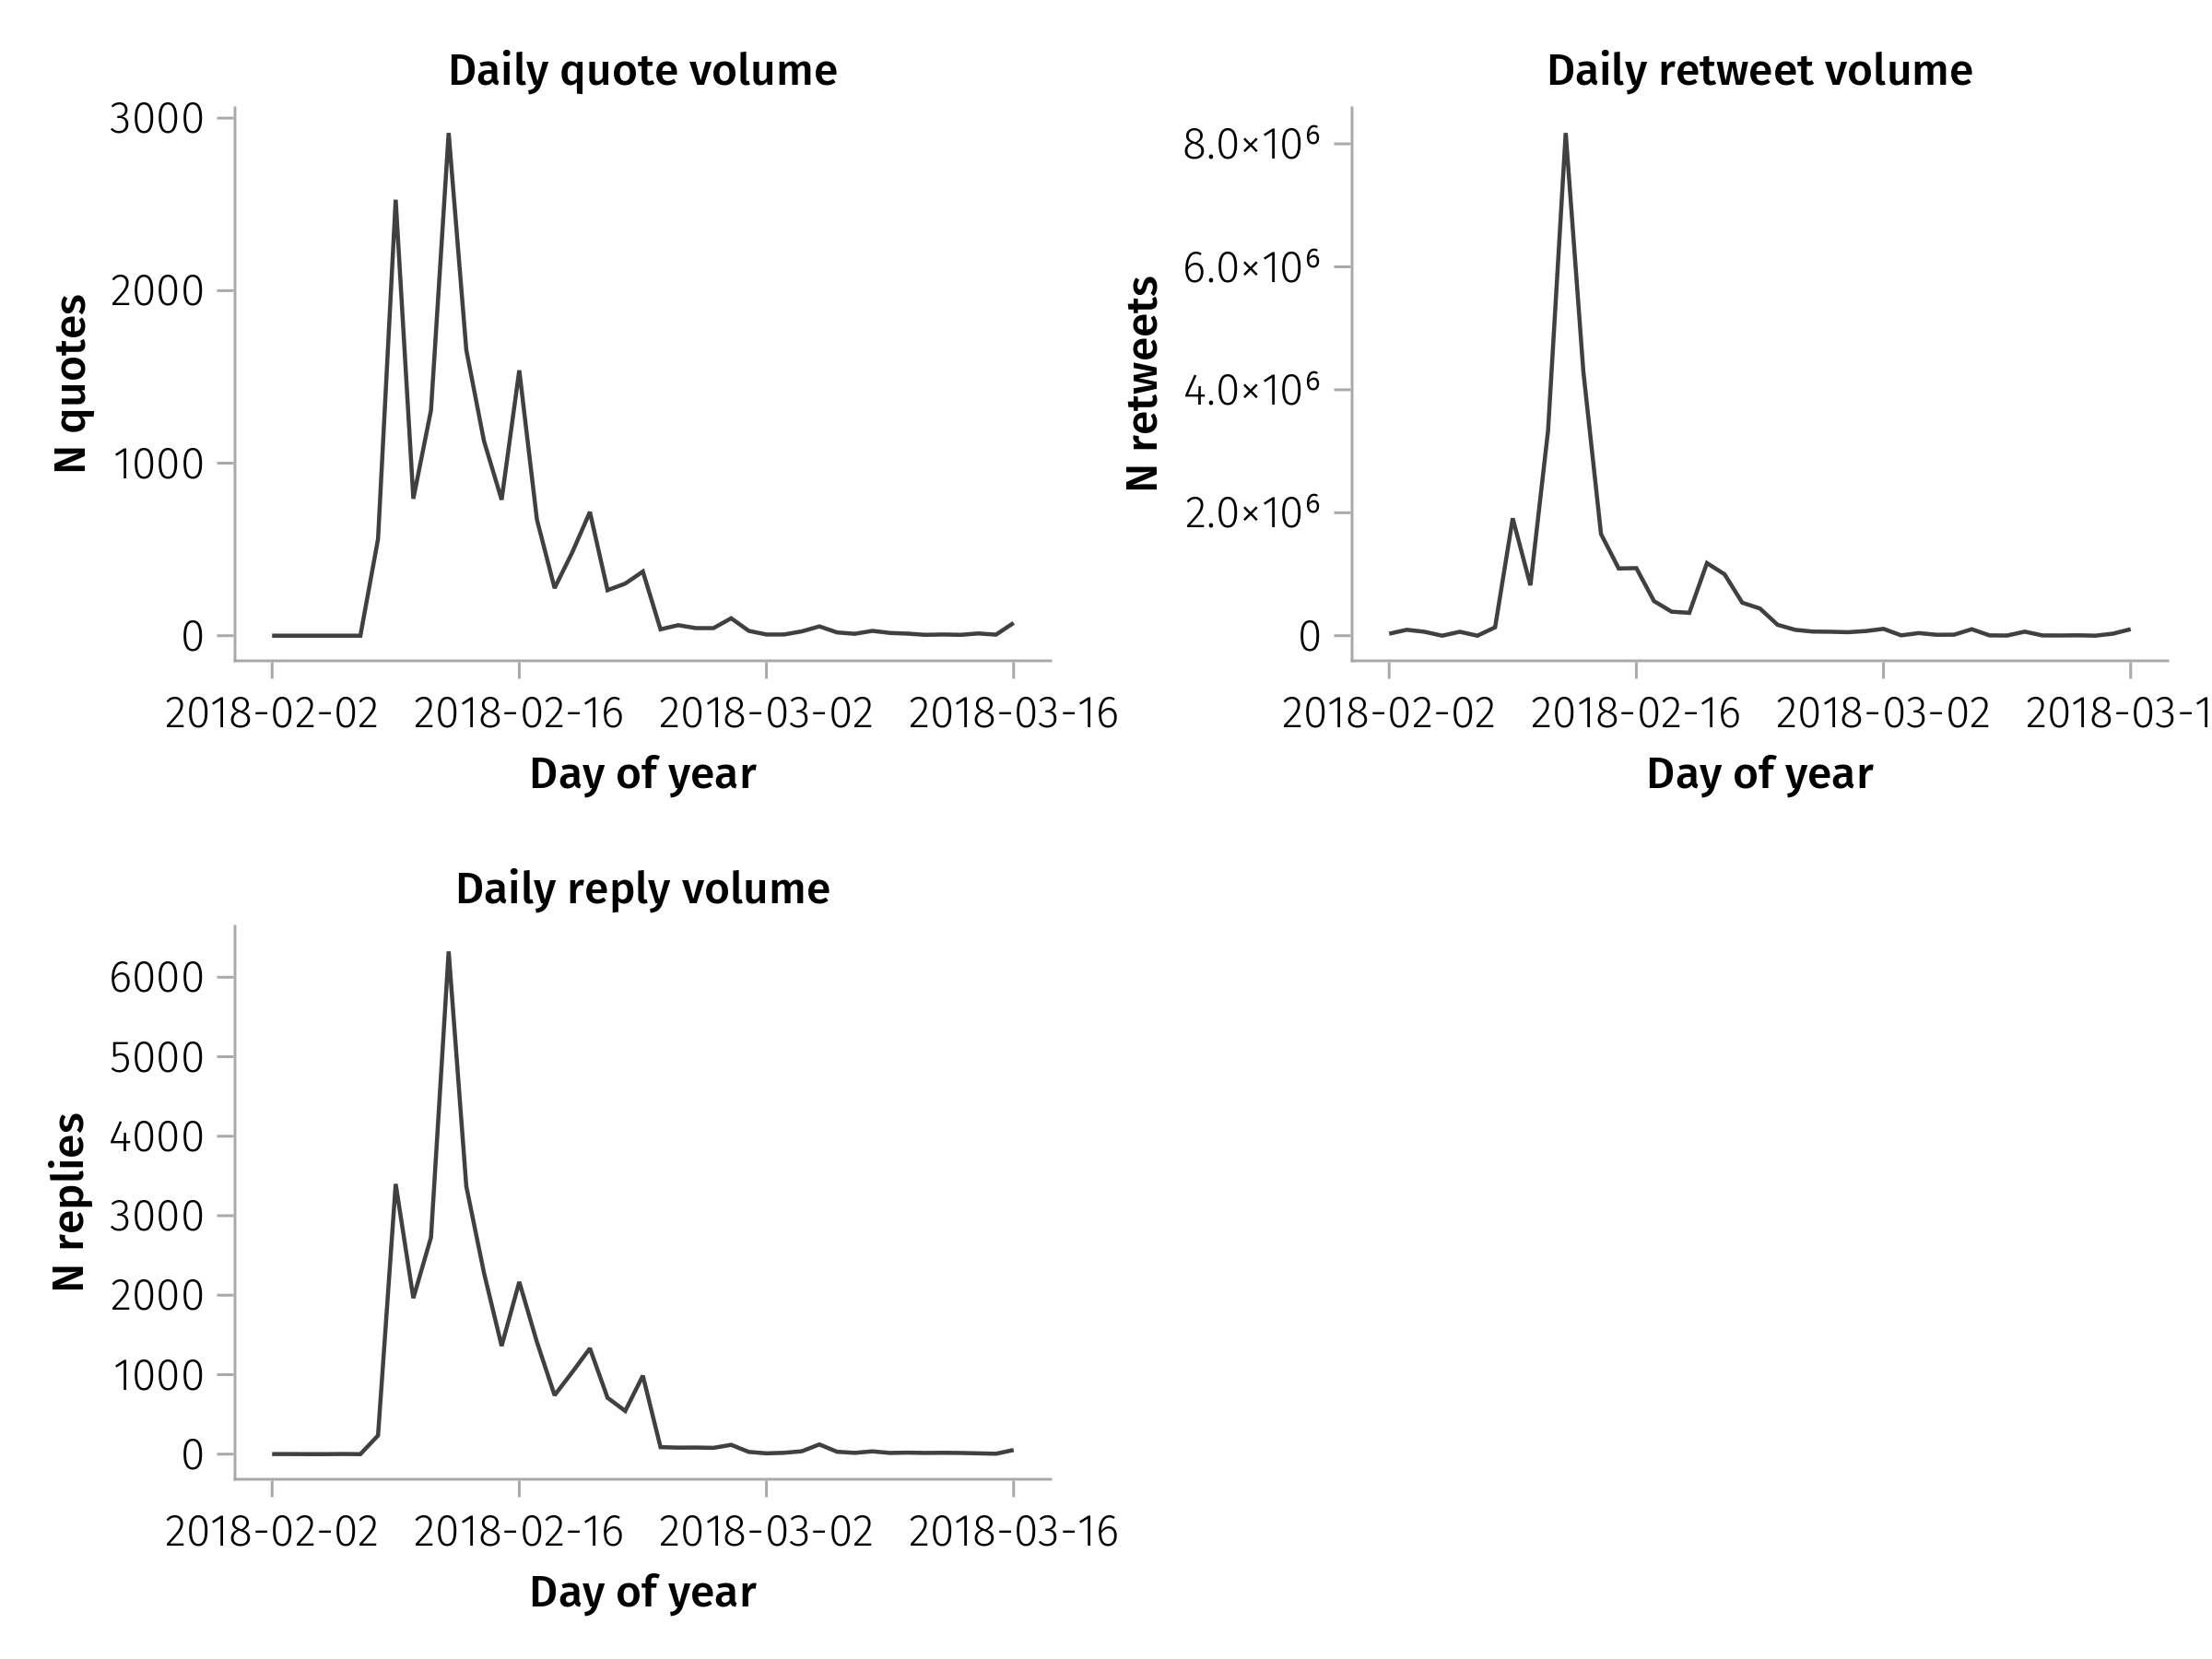 Daily quote volume
3000
2000
1000
0
N quotes
2018-02-02 2018-02-16 2018-03-02 2018-03-16
Day of year
Daily retweet volume
8.0×10⁶
6.0×10⁶
4.0×10⁶
2.0×10⁶
0
N retweets
2018-02-02 2018-02-16 2018-03-02 2018-03-1
Day of year
Daily reply volume
6000
5000
4000
3000
2000
1000
0
N replies
2018-02-02 2018-02-16 2018-03-02 2018-03-16
Day of year